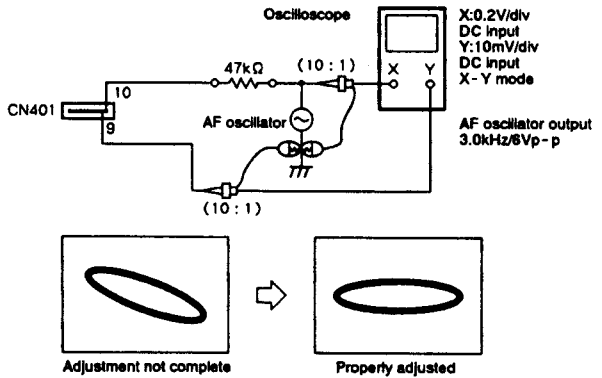 Oscilloscope
X:0.2V/div
DC input
Y:10mV/div
DC input
X-Y mode
47kΩ
(10:1)
X Y
10
CN401
9
AF oscillator
AF oscillator output
3.0kHz/6Vp-p
(10:1)
Adjustment not complete
Properly adjusted